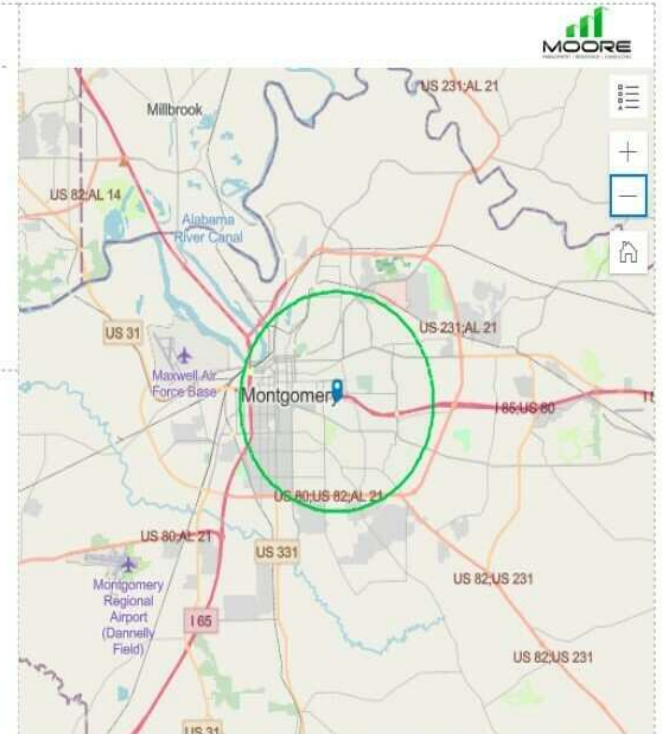 MOORE
US 231;AL 21
Millbrook
US 82;AL 14
Alabama
River Canal
US 31
US 231;AL 21
Maxwell Air
Force Base
Montgomery
I 85;US 80
US 80;US 82;AL 21
US 80;AL 21
US 331
Montgomery
Regional
Airport
(Dannelly
Field)
US 82;US 231
I 65
US 82;US 231
US 31